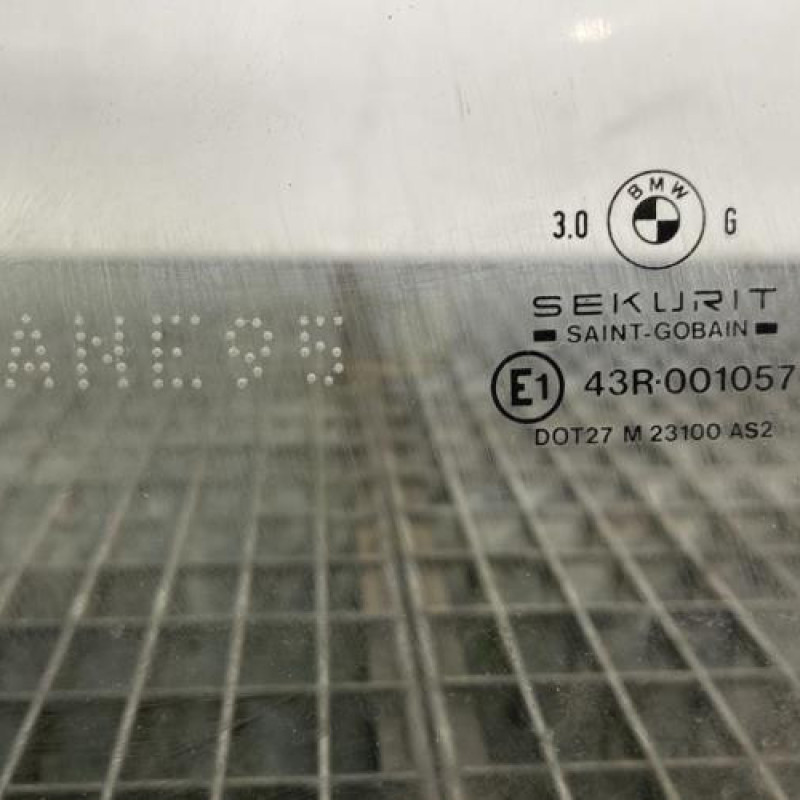 BMW
3.0 G
SEKURIT
SAINT-GOBAIN
E1 43R-001057
DOT27 M 23100 AS2